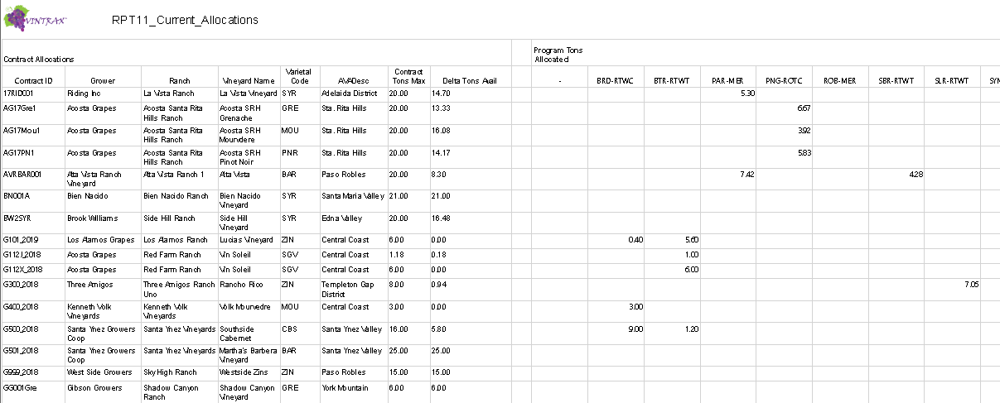 VINTRAX
RPT11_Current_Allocations
Program Tons
Contract Allocations Allocated
Varietal Contract
Contract ID Grower Ranch Vineyard Name Code AVADesc Tons Max Delta Tons Avail - BRD-RTWC BTR-RTWT PAR-MER PNG-ROTC ROB-MER SBR-RTWT SLR-RTWT SYN
17RID001 Riding Inc La Vista Ranch La Vista Vineyard SYR Adelaida District 20.00 14.70 5.30
AG17Gre1 Acosta Grapes Acosta Santa Rita Acosta SRH GRE Sta. Rita Hills 20.00 13.33 6.67
Hills Ranch Grenache
AG17Mou1 Acosta Grapes Acosta Santa Rita Acosta SRH MOU Sta. Rita Hills 20.00 16.08 3.92
Hills Ranch Mourvdere
AG17PN1 Acosta Grapes Acosta Santa Rita Acosta SRH PNR Sta. Rita Hills 20.00 14.17 5.83
Hills Ranch Pinot Noir
AVRBAR001 Alta Vista Ranch Alta Vista Ranch 1 Alta Vista BAR Paso Robles 20.00 8.30 7.42 4.28
Vineyard
BN001A Bien Nacido Bien Nacido Ranch Bien Nacido SYR Santa Maria Valley 21.00 21.00
Vineyard
BW2SYR Brook Williams Side Hill Ranch Side Hill SYR Edna Valley 20.00 16.48
Vineyard
G101_2019 Los Alamos Grapes Los Alamos Ranch Lucias Vineyard ZIN Central Coast 6.00 0.00 0.40 5.60
G112J_2018 Acosta Grapes Red Farm Ranch Vin Soleil SGV Central Coast 1.18 0.18 1.00
G112X_2018 Acosta Grapes Red Farm Ranch Vin Soleil SGV Central Coast 6.00 0.00 6.00
G300_2018 Three Amigos Three Amigos Ranch Rancho Rico ZIN Templeton Gap 8.00 0.94 7.05
Uno District
G400_2018 Kenneth Volk Kenneth Volk Volk Mourvedre MOU Central Coast 3.00 0.00 3.00
Vineyards Vineyards
G500_2018 Santa Ynez Growers Santa Ynez Vineyards Southside CBS Santa Ynez Valley 16.00 5.80 9.00 1.20
Coop Cabernet
G501_2018 Santa Ynez Growers Santa Ynez Vineyards Martha's Barbera BAR Santa Ynez Valley 25.00 25.00
Coop Vineyard
G999_2018 West Side Growers Sky High Ranch Westside Zins ZIN Paso Robles 15.00 15.00
GG001Gre Gibson Growers Shadow Canyon Shadow Canyon GRE York Mountain 6.00 6.00
Ranch Vineyard